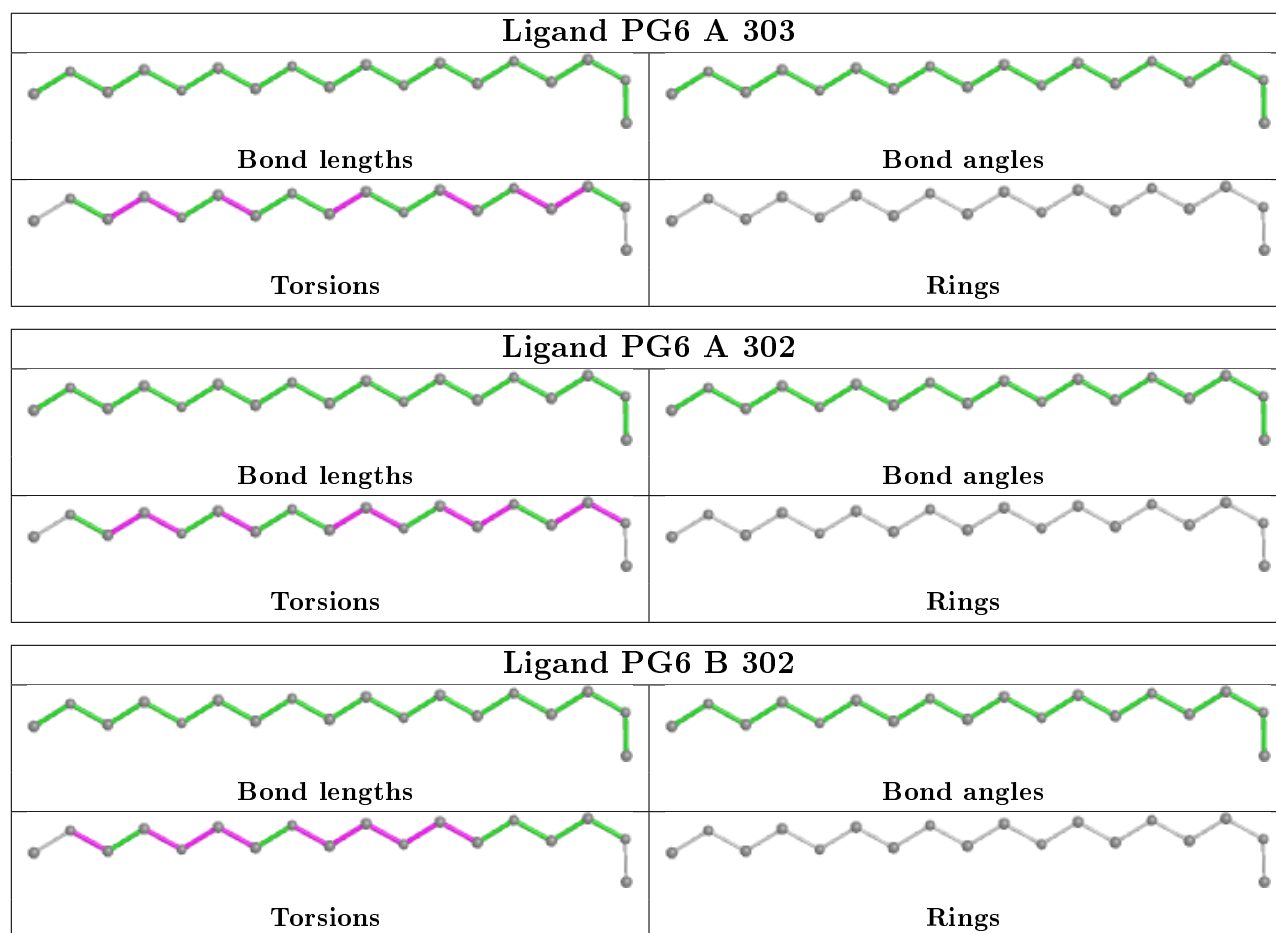 Ligand PG6 A 303
Bond lengths Bond angles
Torsions Rings
Ligand PG6 A 302
Bond lengths Bond angles
Torsions Rings
Ligand PG6 B 302
Bond lengths Bond angles
Torsions Rings